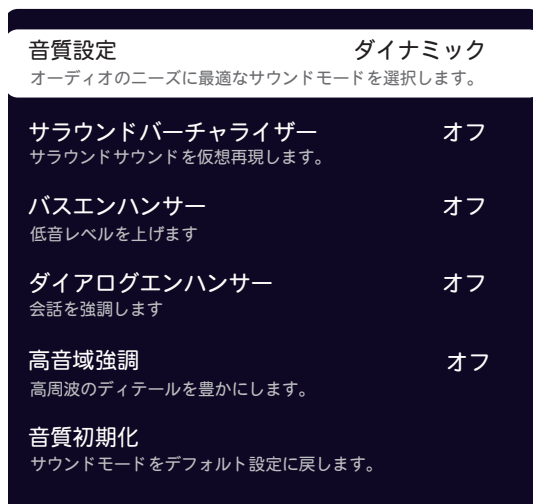 音質設定 ダイナミック
オーディオのニーズに最適なサウンドモードを選択します。
サラウンドバーチャライザー オフ
サラウンドサウンドを仮想再現します。
バスエンハンサー オフ
低音レベルを上げます
ダイアログエンハンサー オフ
会話を強調します
高音域強調 オフ
高周波のディテールを豊かにします。
音質初期化
サウンドモードをデフォルト設定に戻します。